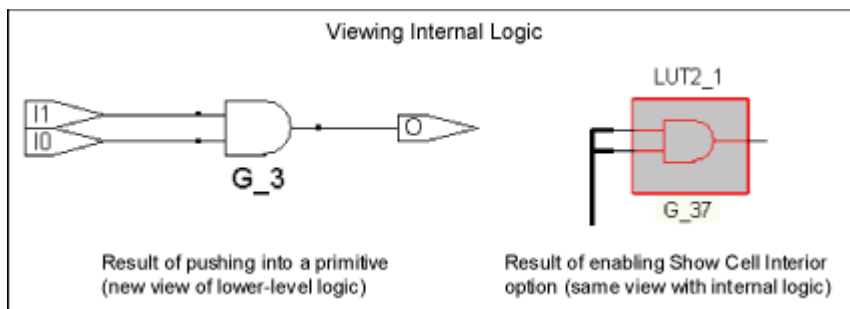 Viewing Internal Logic
LUT2_1
I1
I0
O
G_3
G_37
Result of pushing into a primitive
(new view of lower-level logic)
Result of enabling Show Cell Interior
option (same view with internal logic)